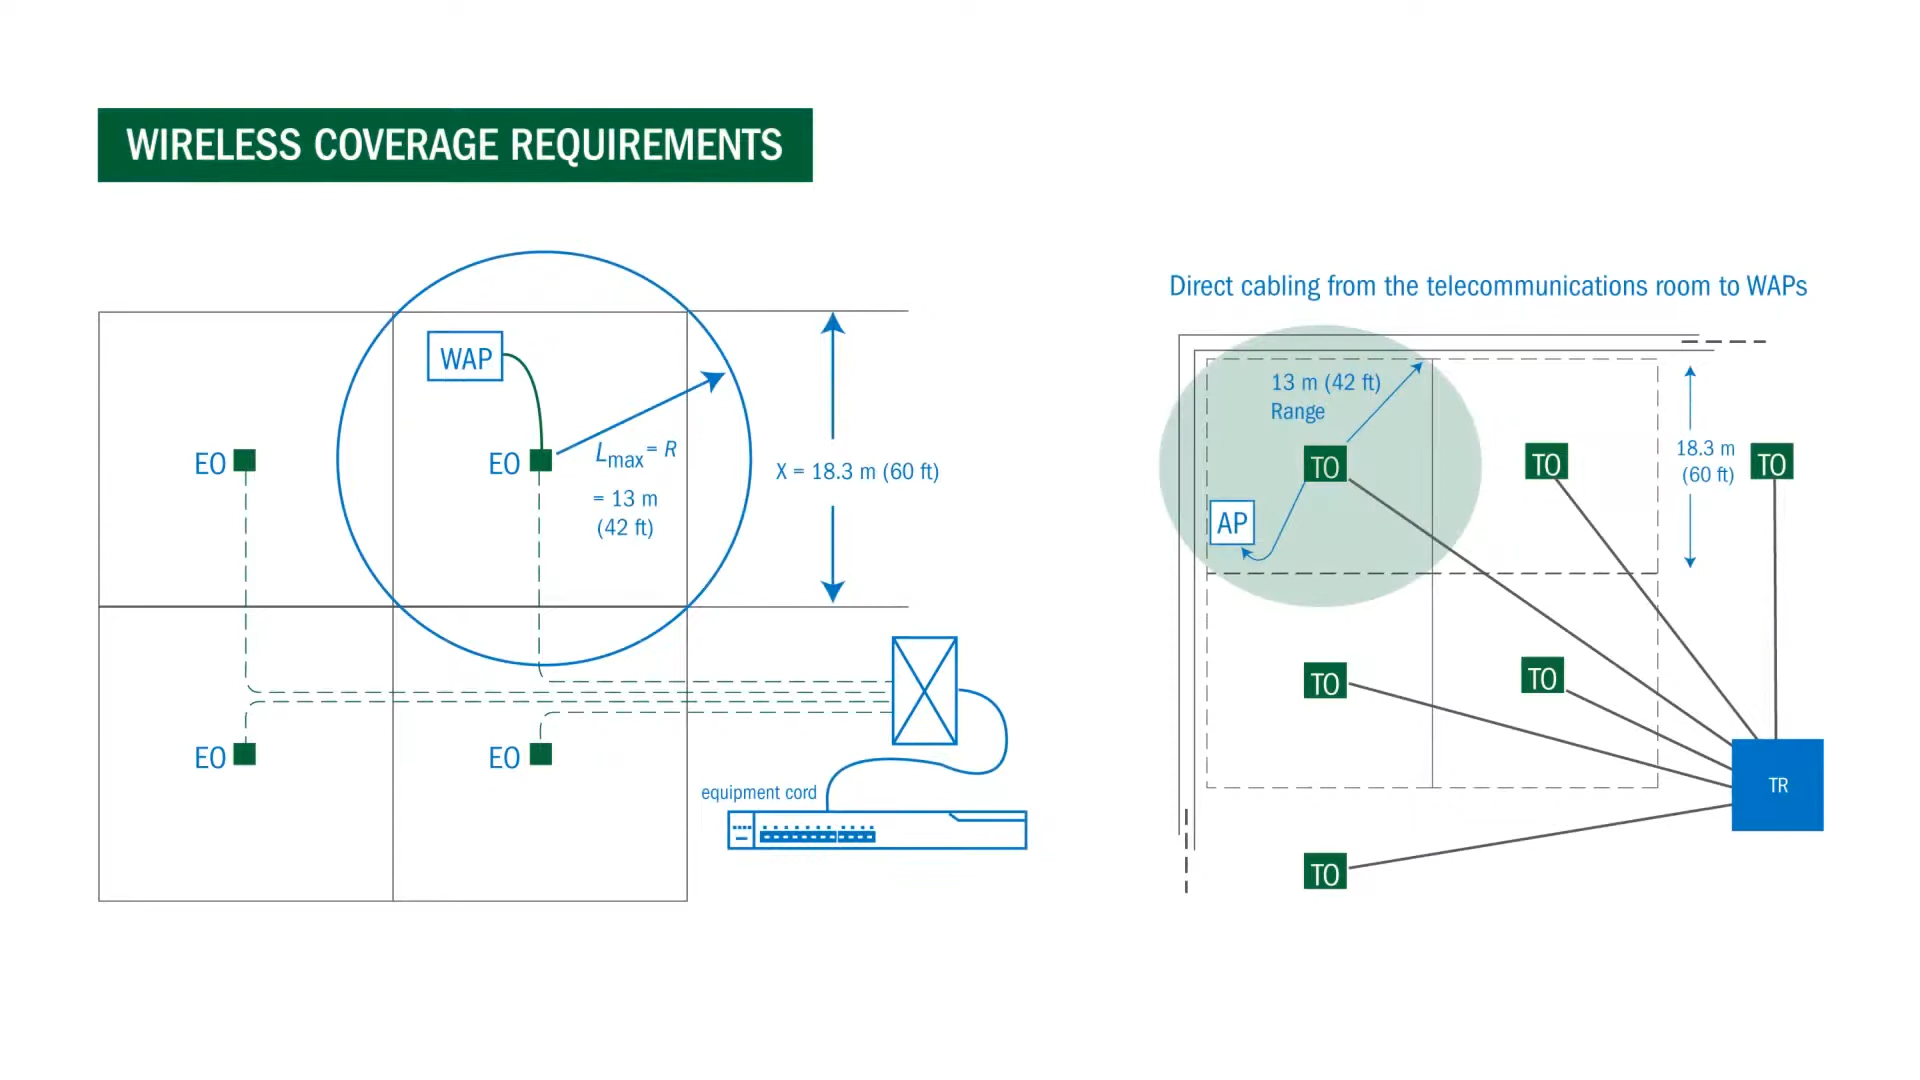 WIRELESS COVERAGE REQUIREMENTS
WAP
EO
EO
Lmax = R
= 13 m
(42 ft)
X = 18.3 m (60 ft)
EO
EO
equipment cord
Direct cabling from the telecommunications room to WAPs
13 m (42 ft)
Range
TO
TO
18.3 m
(60 ft)
TO
AP
TO
TO
TR
TO